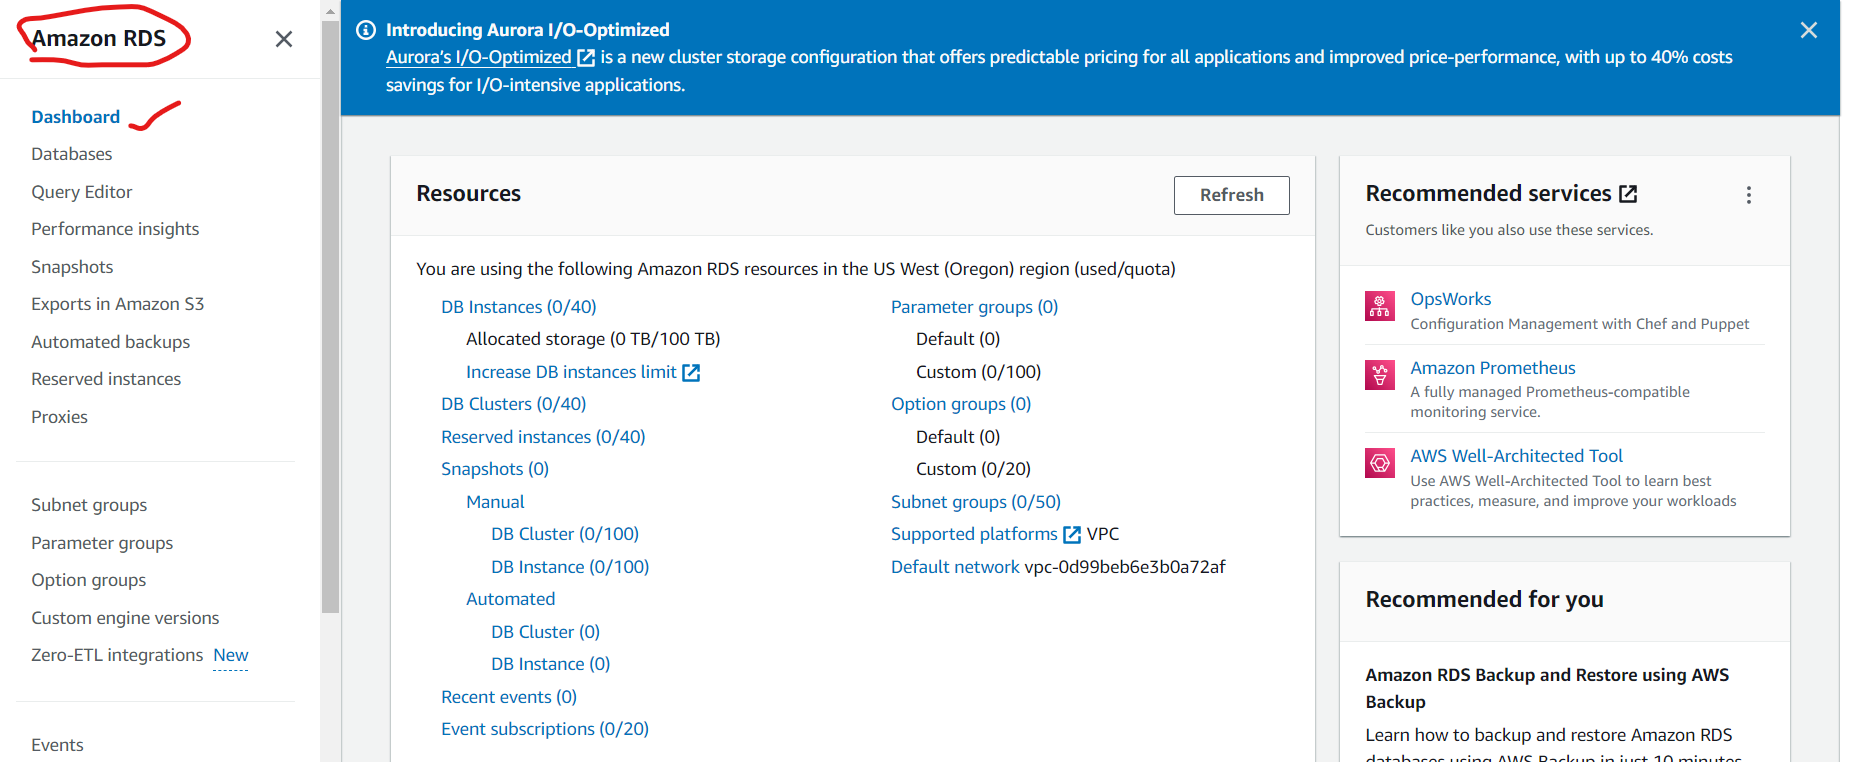 Amazon RDS
Dashboard
Databases
Query Editor
Performance insights
Snapshots
Exports in Amazon S3
Automated backups
Reserved instances
Proxies
Subnet groups
Parameter groups
Option groups
Custom engine versions
Zero-ETL integrations New
Events
Introducing Aurora I/O-Optimized
Aurora's I/O-Optimized is a new cluster storage configuration that offers predictable pricing for all applications and improved price-performance, with up to 40% costs
savings for I/O-intensive applications.
Resources
Refresh
You are using the following Amazon RDS resources in the US West (Oregon) region (used/quota)
DB Instances (0/40)
Allocated storage (0 TB/100 TB)
Increase DB instances limit
DB Clusters (0/40)
Reserved instances (0/40)
Snapshots (0)
Manual
DB Cluster (0/100)
DB Instance (0/100)
Automated
DB Cluster (0)
DB Instance (0)
Recent events (0)
Event subscriptions (0/20)
Parameter groups (0)
Default (0)
Custom (0/100)
Option groups (0)
Default (0)
Custom (0/20)
Subnet groups (0/50)
Supported platforms VPC
Default network vpc-0d99beb6e3b0a72af
Recommended services
Customers like you also use these services.
OpsWorks
Configuration Management with Chef and Puppet
Amazon Prometheus
A fully managed Prometheus-compatible
monitoring service.
AWS Well-Architected Tool
Use AWS Well-Architected Tool to learn best
practices, measure, and improve your workloads
Recommended for you
Amazon RDS Backup and Restore using AWS
Backup
Learn how to backup and restore Amazon RDS
databases using AWS Backup in just 10 minutes